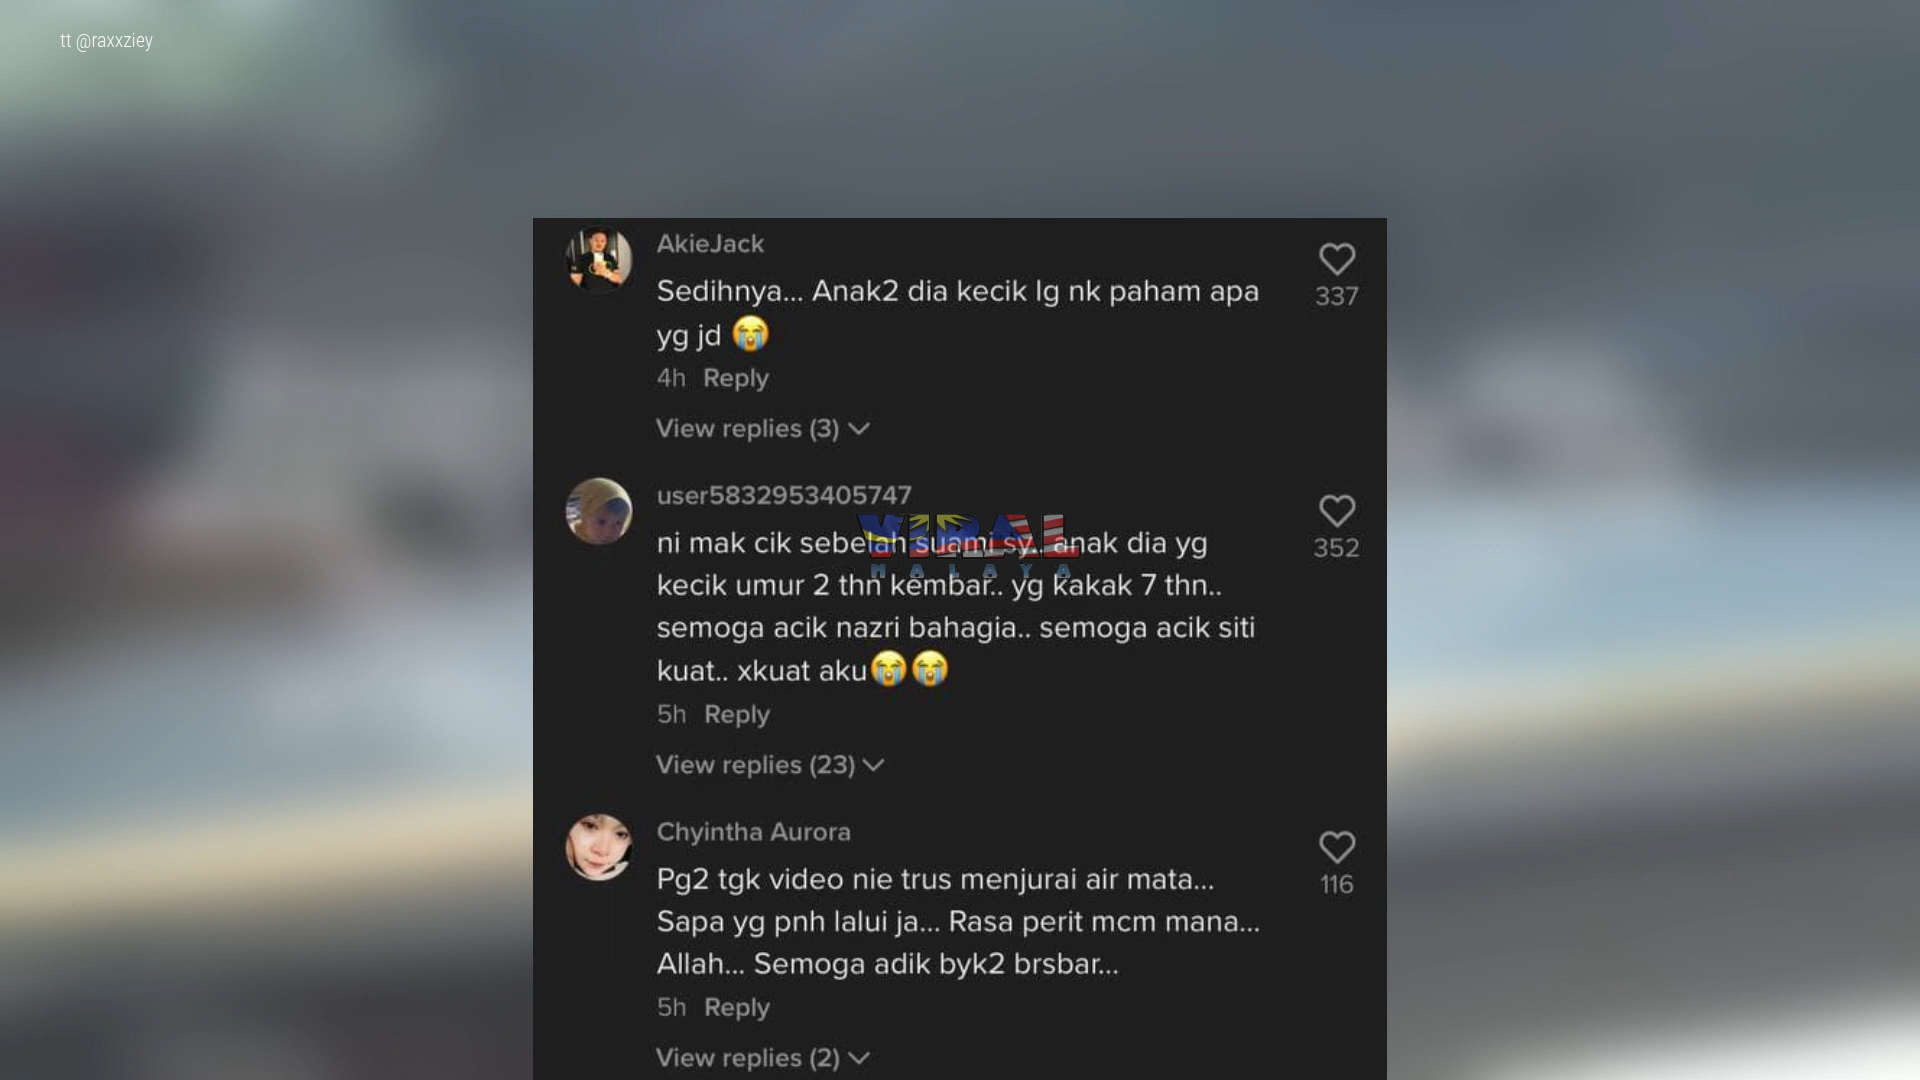 tt @raxxziey
AkieJack
Sedihnya... Anak2 dia kecik lg nk paham apa
yg jd 😭
337
4h Reply
View replies (3)
user5832953405747
ni mak cik sebelah suami sy.. anak dia yg
kecik umur 2 thn kembar.. yg kakak 7 thn..
semoga acik nazri bahagia.. semoga acik siti
kuat.. xkuat aku😭😭
352
5h Reply
View replies (23)
VIRAL
MALAYA
Chyintha Aurora
Pg2 tgk video nie trus menjurai air mata...
Sapa yg pnh lalui ja... Rasa perit mcm mana...
Allah... Semoga adik byk2 brsbar...
116
5h Reply
View replies (2)